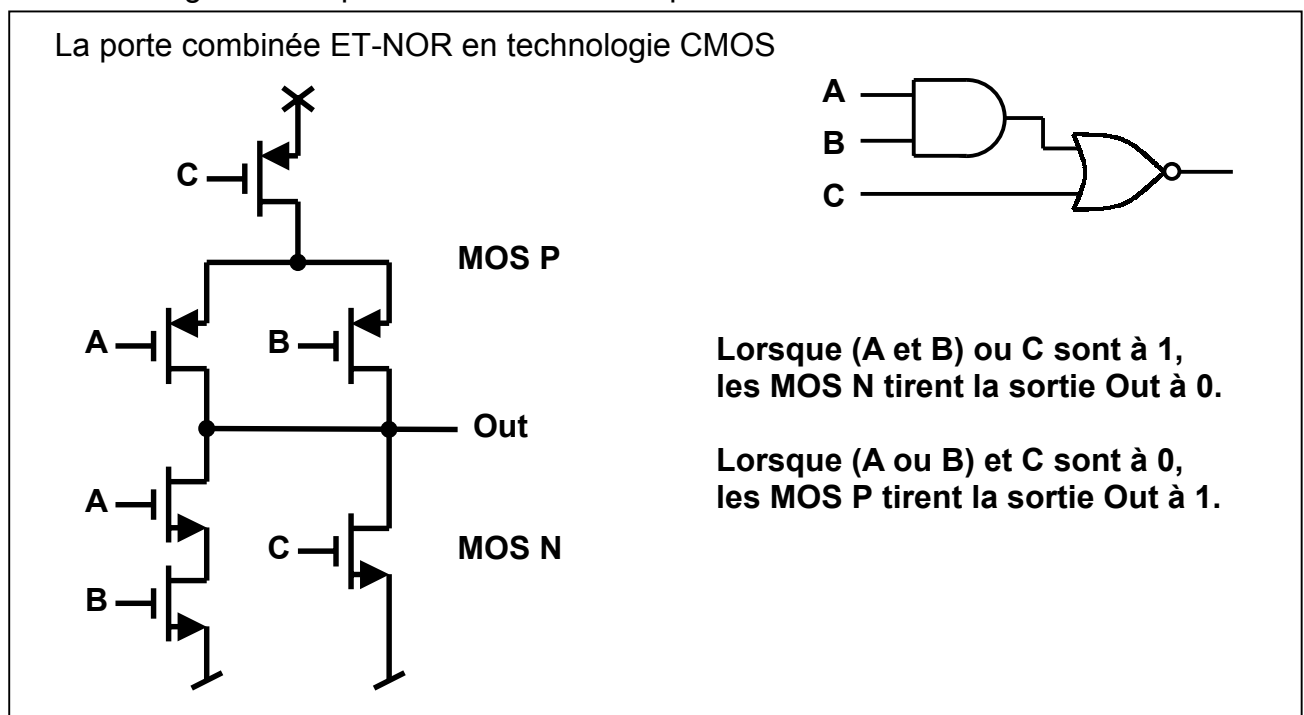 La porte combinée ET-NOR en technologie CMOS
A
B
C
C
MOS P
A
B
Lorsque (A et B) ou C sont à 1,
les MOS N tirent la sortie Out à 0.
Out
Lorsque (A ou B) et C sont à 0,
les MOS P tirent la sortie Out à 1.
A
C
MOS N
B